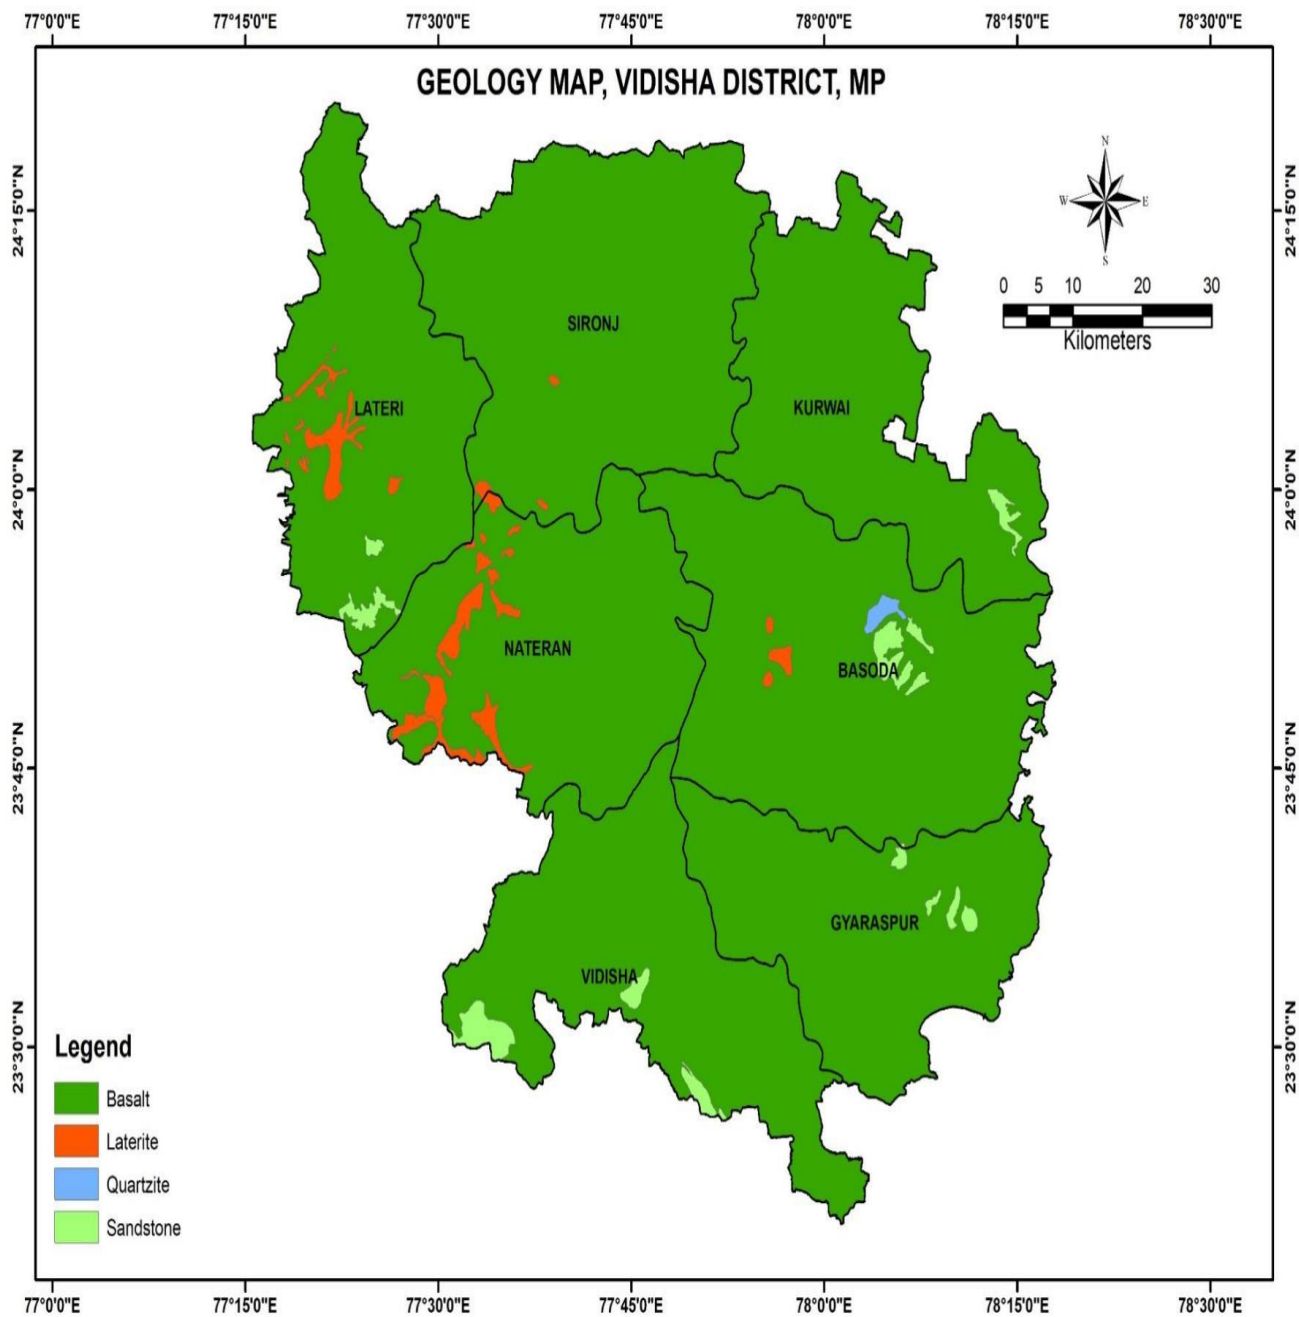 77°0'0"E 77°15'0"E 77°30'0"E 77°45'0"E 78°0'0"E 78°15'0"E 78°30'0"E
GEOLOGY MAP, VIDISHA DISTRICT, MP
N
W E
S
24°15'0"N 24°15'0"N
0 5 10 20 30
Kilometers
SIRONJ
LATERI
KURWAI
24°0'0"N 24°0'0"N
NATERAN
BASODA
23°45'0"N 23°45'0"N
GYARASPUR
VIDISHA
23°30'0"N 23°30'0"N
Legend
Basalt
Laterite
Quartzite
Sandstone
77°0'0"E 77°15'0"E 77°30'0"E 77°45'0"E 78°0'0"E 78°15'0"E 78°30'0"E